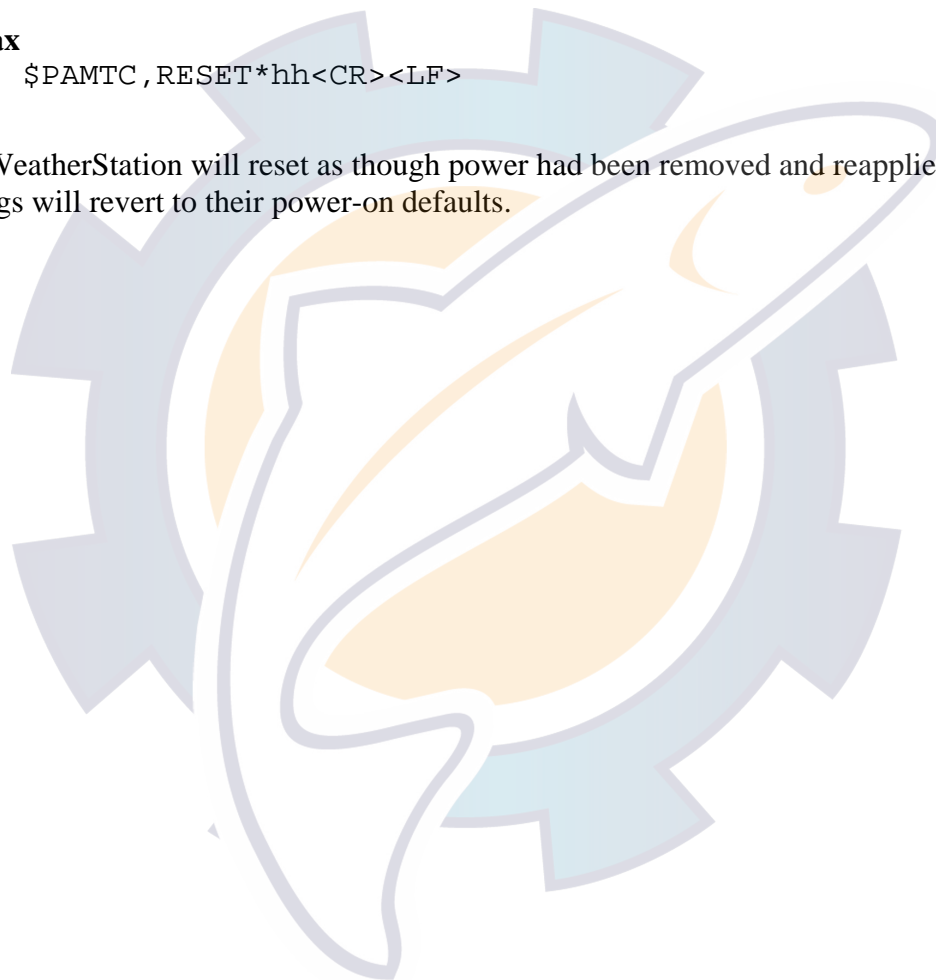 ax
$PAMTC,RESET*hh<CR><LF>
WeatherStation will reset as though power had been removed and reapplie
gs will revert to their power-on defaults.